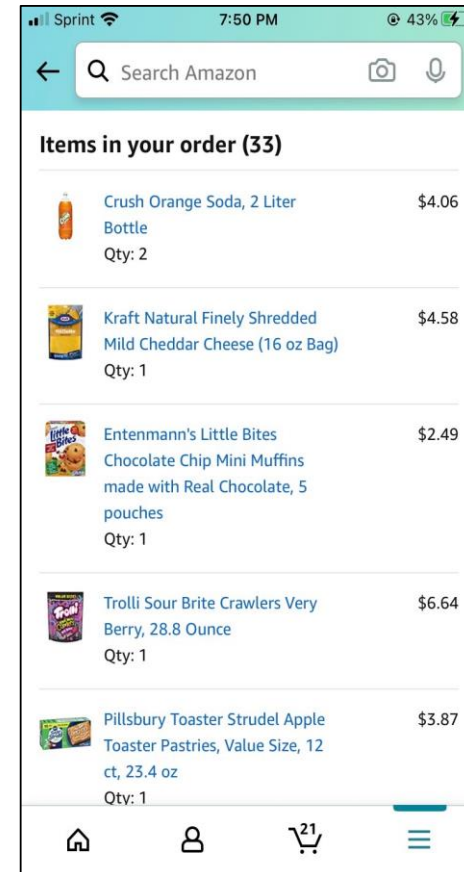 Sprint 7:50 PM 43%
Search Amazon
Items in your order (33)
Crush Orange Soda, 2 Liter $4.06
Bottle
Qty: 2
Kraft Natural Finely Shredded $4.58
Mild Cheddar Cheese (16 oz Bag)
Qty: 1
Little Bites
Entenmann's Little Bites $2.49
Chocolate Chip Mini Muffins
made with Real Chocolate, 5
pouches
Qty: 1
Trolli
Trolli Sour Brite Crawlers Very $6.64
Berry, 28.8 Ounce
Qty: 1
Pillsbury Toaster Strudel Apple $3.87
Toaster Pastries, Value Size, 12
ct, 23.4 oz
Qty: 1
21